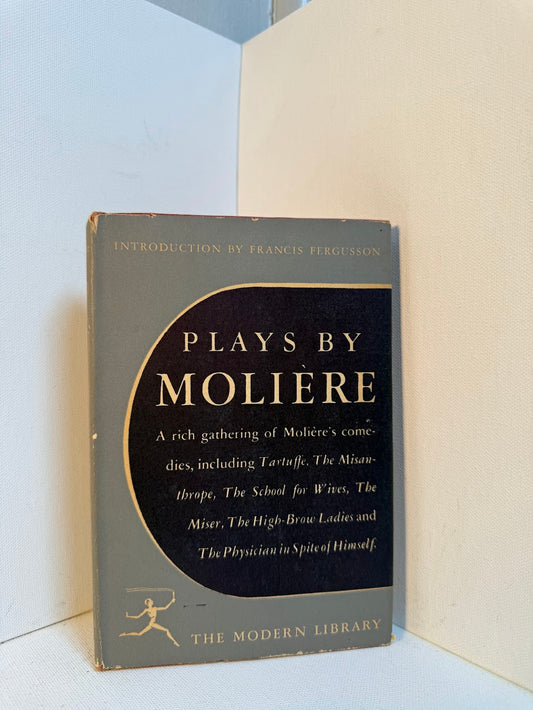 INTRODUCTION BY FRANCIS FERGUSSON
PLAYS BY
MOLIÈRE
A rich gathering of Molière's come-
dies, including Tartuffe. The Misan-
thrope, The School for Wives, The
Miser, The High-Brow Ladies and
The Physician in Spite of Himself.
THE MODERN LIBRARY